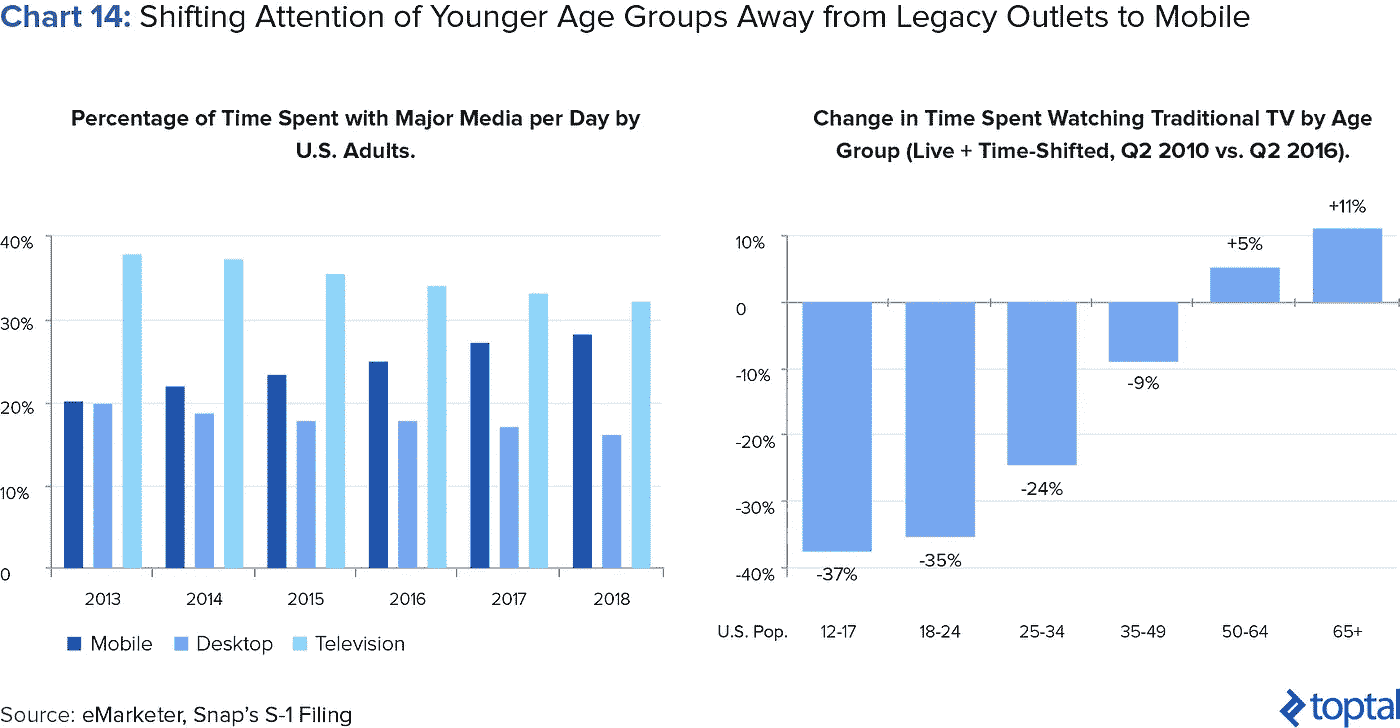 Chart 14: Shifting Attention of Younger Age Groups Away from Legacy Outlets to Mobile
Percentage of Time Spent with Major Media per Day by
U.S. Adults.
40%
30%
20%
10%
0
2013 2014 2015 2016 2017 2018
Mobile Desktop Television
Change in Time Spent Watching Traditional TV by Age
Group (Live + Time-Shifted, Q2 2010 vs. Q2 2016).
+11%
10% +5%
0
-10% -9%
-20%
-24%
-30%
-35%
-40% -37%
U.S. Pop. 12-17 18-24 25-34 35-49 50-64 65+
Source: eMarketer, Snap's S-1 Filing
toptal